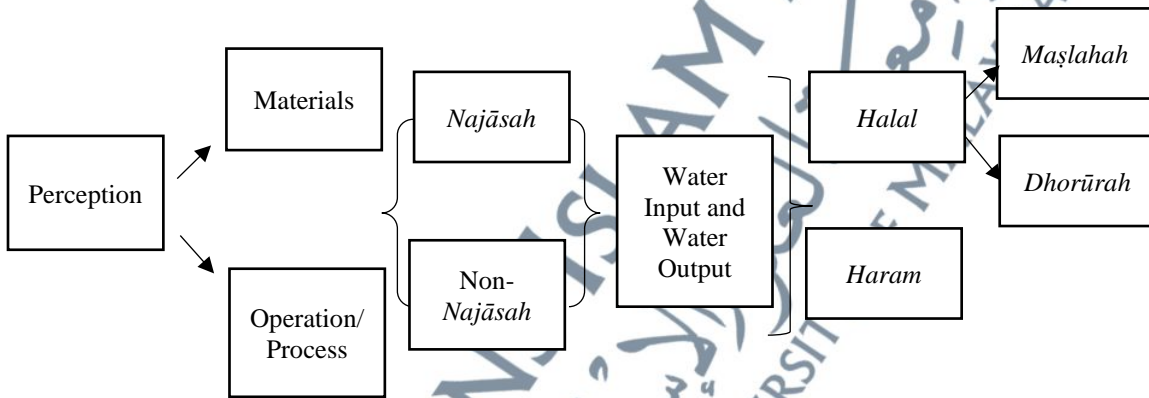 Perception
Materials
Operation/
Process
Najāsah
Non-
Najāsah
Water
Input and
Water
Output
Halal
Haram
Maṣlahah
Dhorūrah